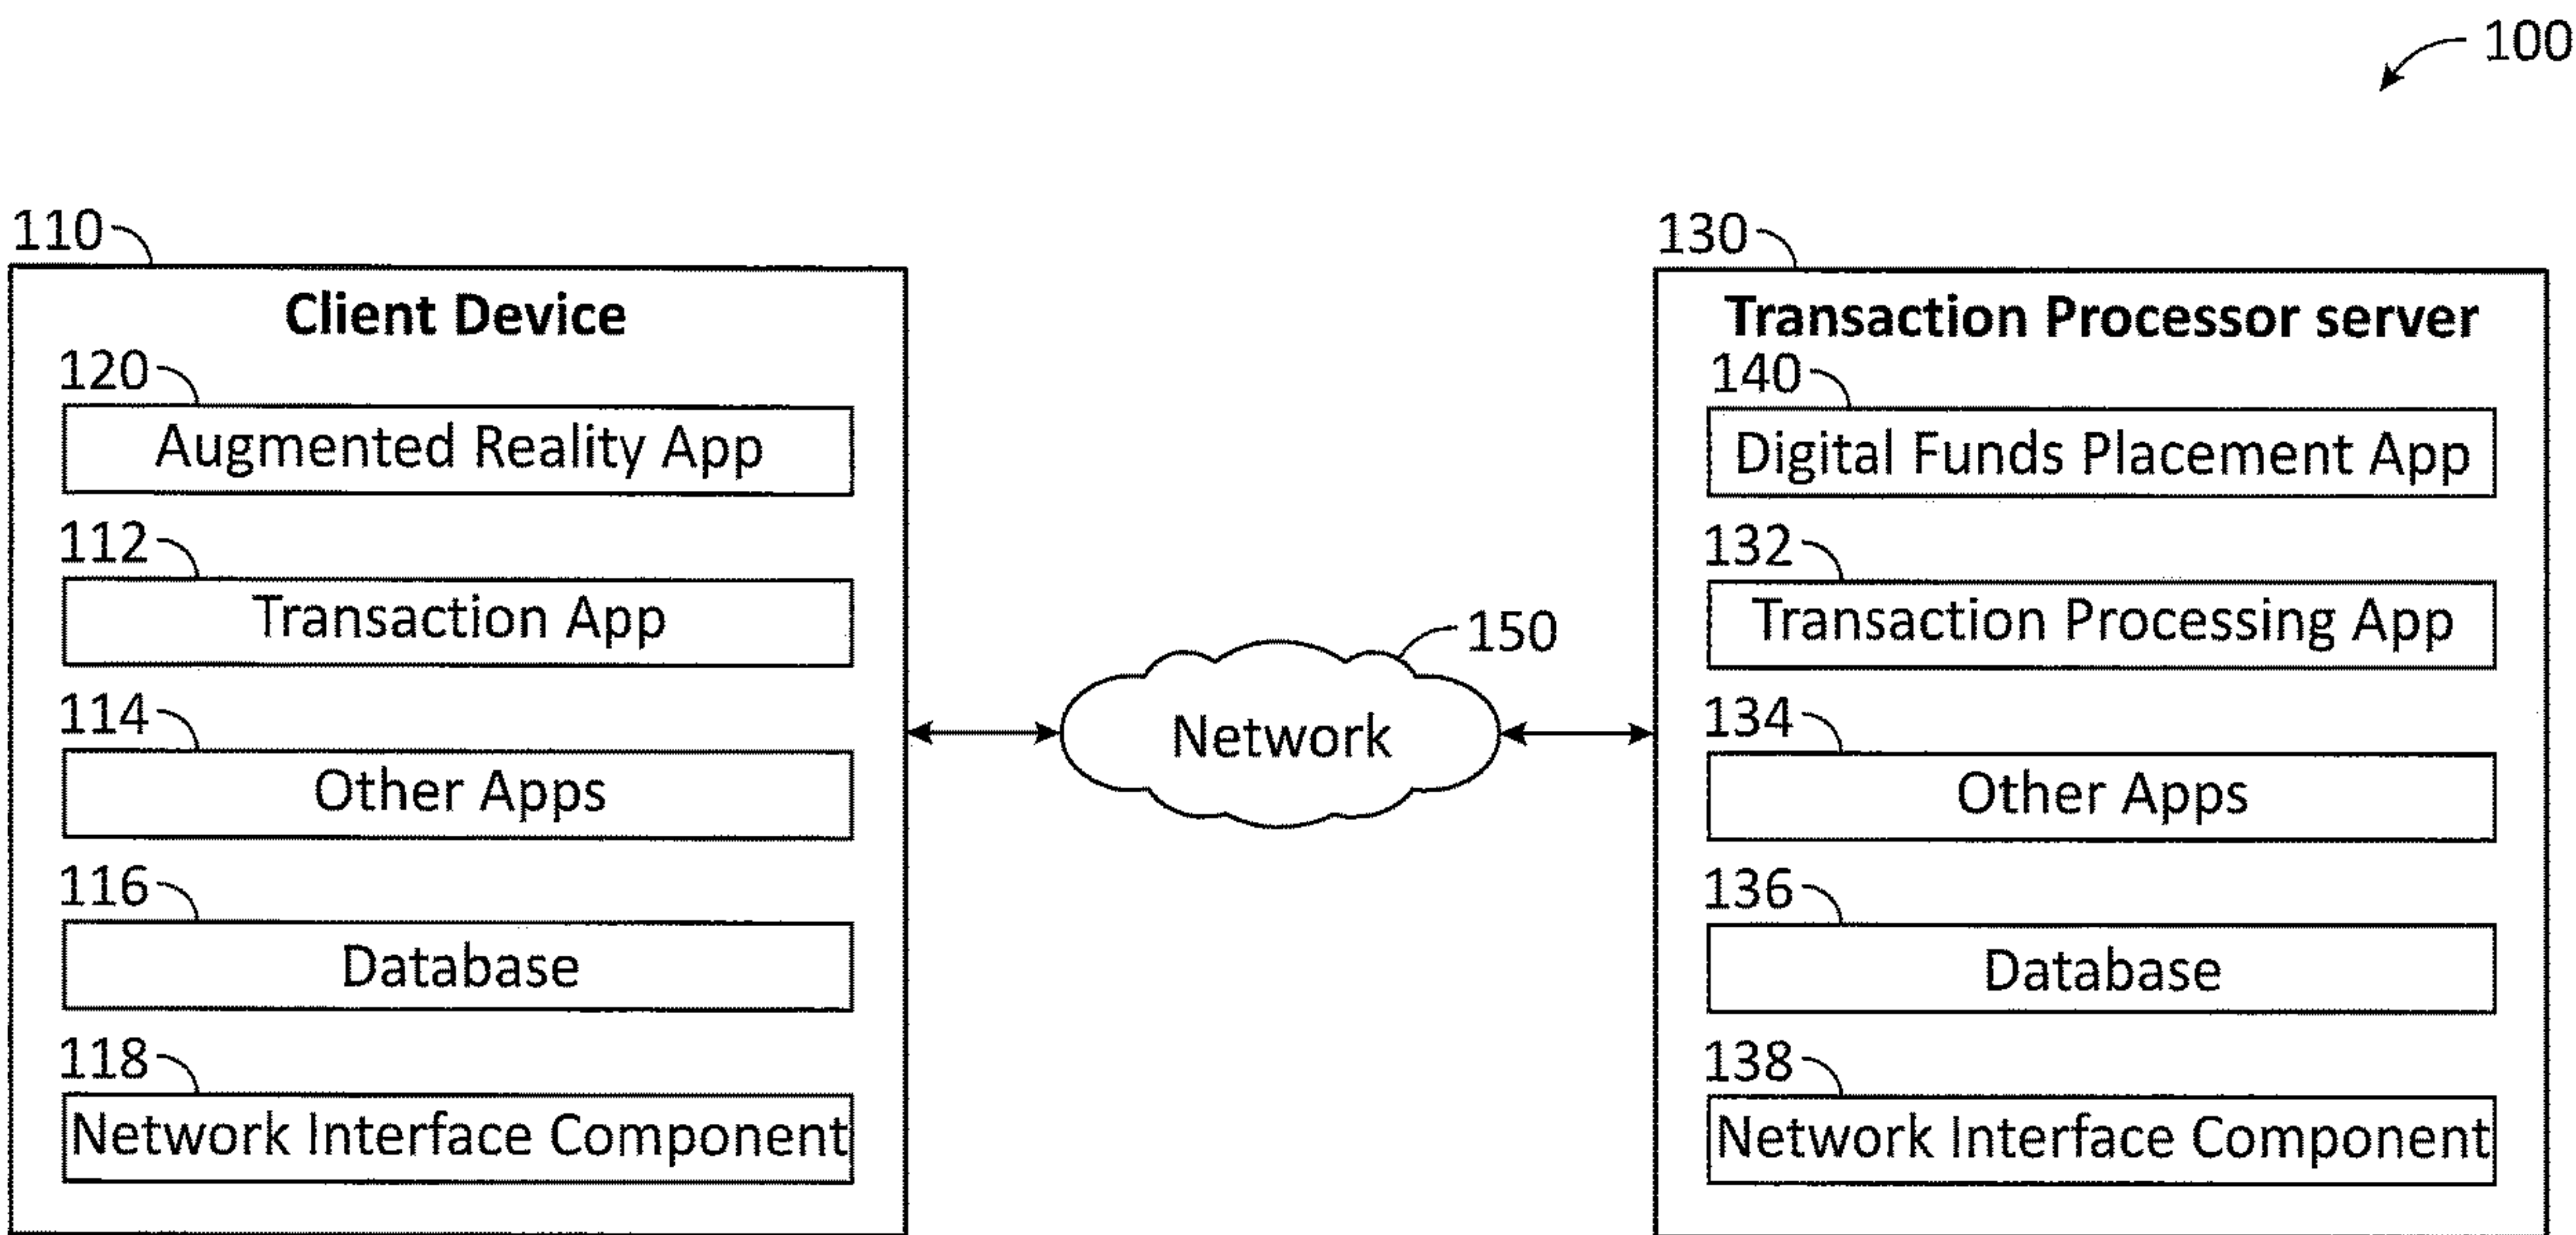 100
110
Client Device
120
Augmented Reality App
112
Transaction App
114
Other Apps
116
Database
118
Network Interface Component
150
Network
130
Transaction Processor server
140
Digital Funds Placement App
132
Transaction Processing App
134
Other Apps
136
Database
138
Network Interface Component